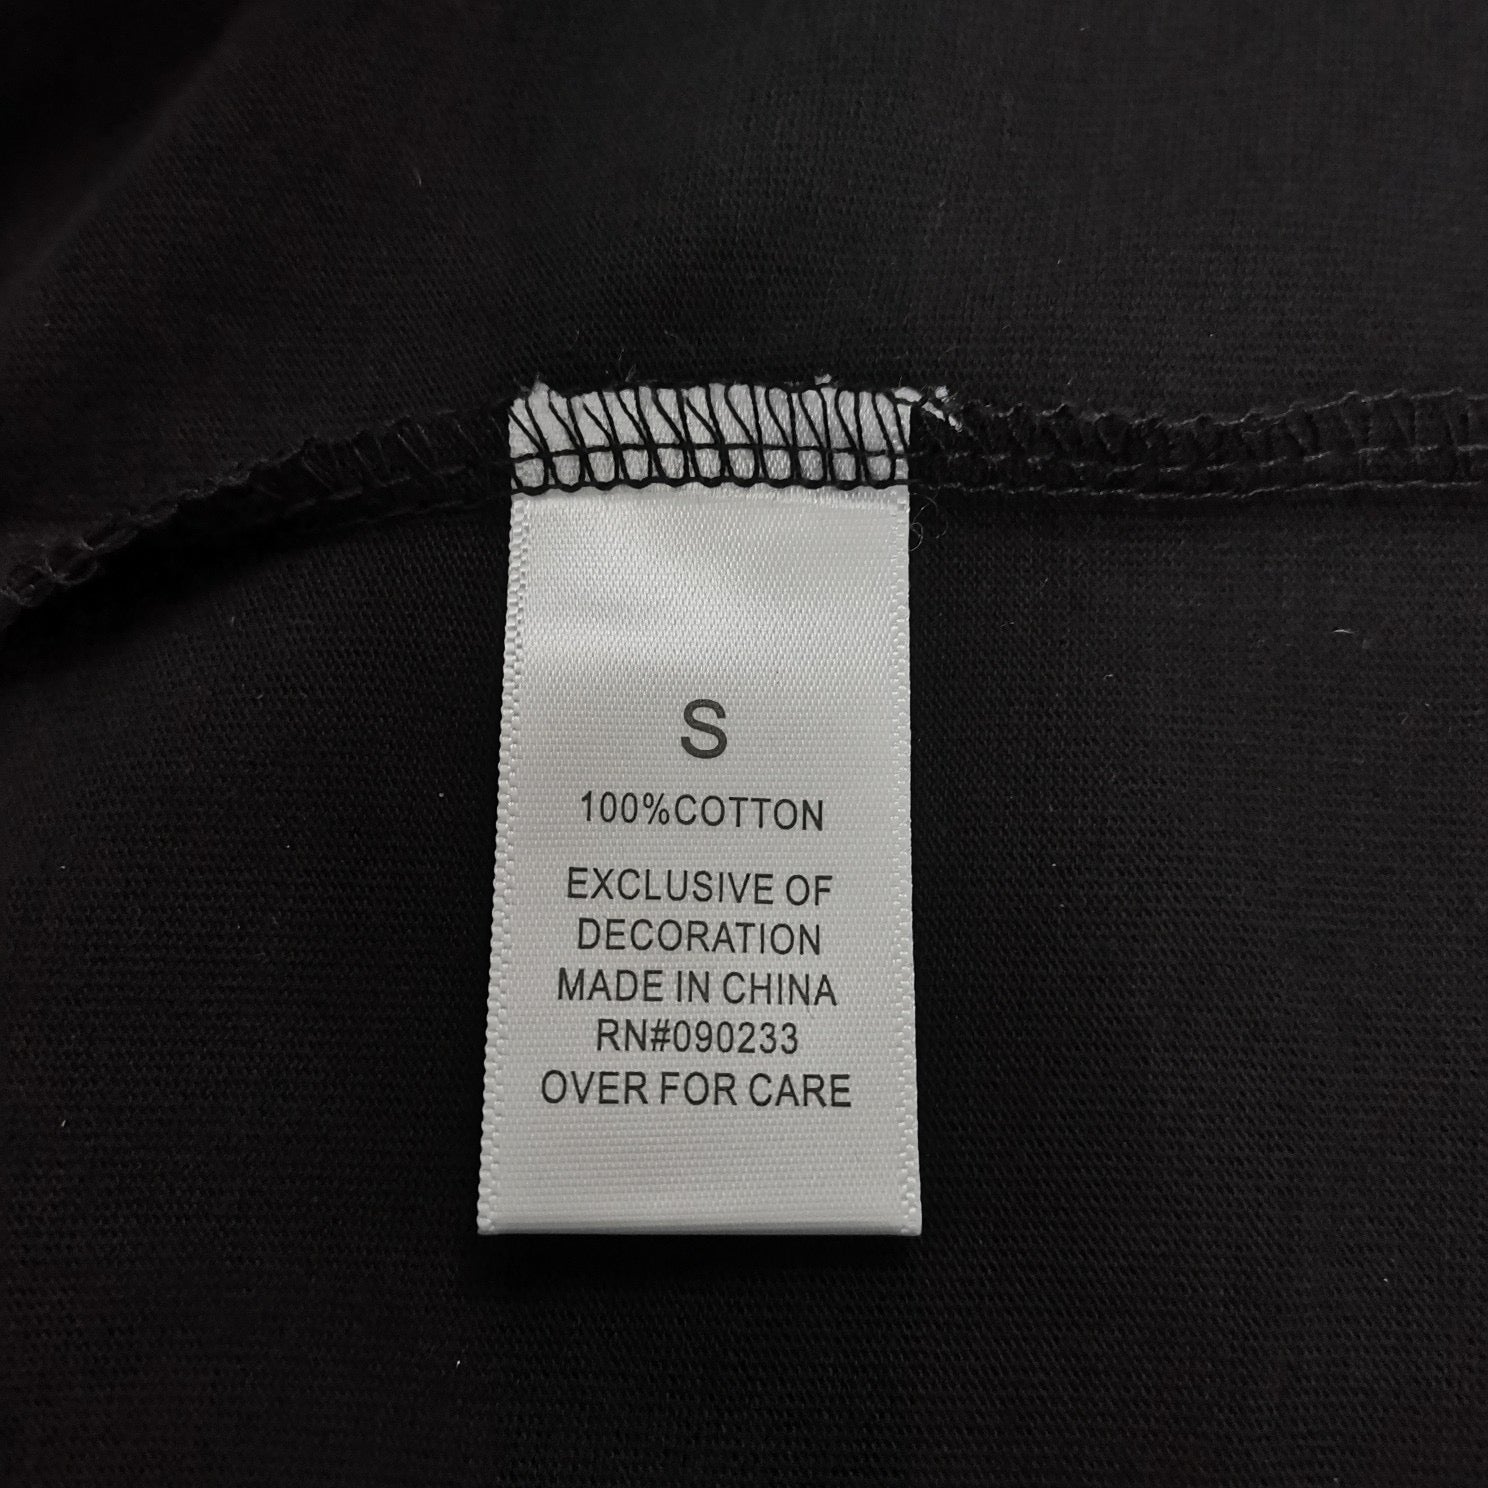 S
100%COTTON
EXCLUSIVE OF
DECORATION
MADE IN CHINA
RN#090233
OVER FOR CARE